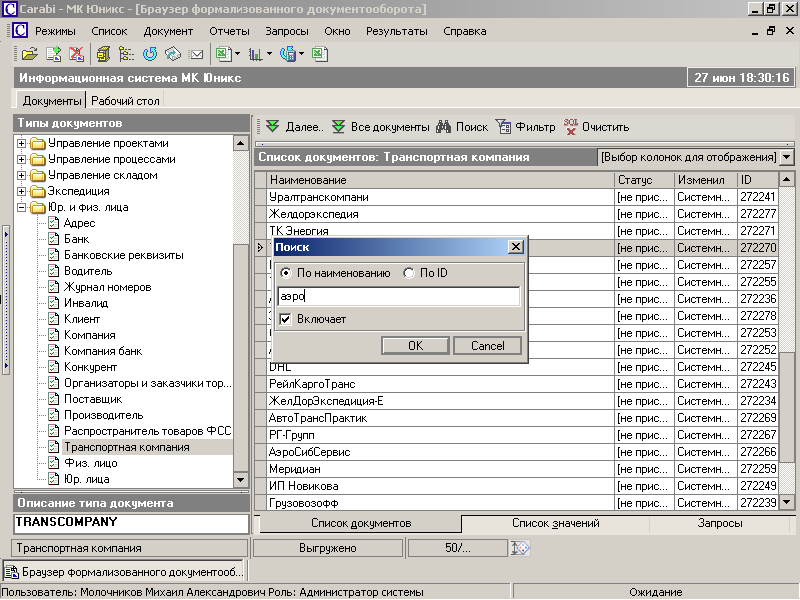 Carabi - МК Юникс - [Браузер формализованного документооборота]
Режимы Список Документ Отчеты Запросы Окно Результаты Справка
Информационная система МК Юникс 27 июн 18:30:16
Документы Рабочий стол
Типы документов
Управление проектами
Управление процессами
Управление складом
Экспедиция
Юр. и физ. лица
Адрес
Банк
Банковские реквизиты
Водитель
Журнал номеров
Инвалид
Клиент
Компания
Компания банк
Конкурент
Организаторы и заказчики тор...
Поставщик
Производитель
Распространитель товаров ФСС
Транспортная компания
Физ. лицо
Юр. лица
Описание типа документа
TRANSCOMPANY
Транспортная компания
Далее.. Все документы Поиск Фильтр SQL Очистить
Список документов: Транспортная компания [Выбор колонок для отображения]
Наименование Статус Изменил ID
Уралтранскомпани [не прис... Системн... 272241
Желдорэкспедия [не прис... Системн... 272277
ТК Энергия [не прис... Системн... 272271
[не прис... Системн... 272270
[не прис... Системн... 272257
[не прис... Системн... 272255
[не прис... Системн... 272236
[не прис... Системн... 272278
[не прис... Системн... 272253
[не прис... Системн... 272252
DHL [не прис... Системн... 272245
РейлКаргоТранс [не прис... Системн... 272243
ЖелДорЭкспедиция-Е [не прис... Системн... 272234
АвтоТрансПрактик [не прис... Системн... 272269
РГ-Групп [не прис... Системн... 272267
АэроСибСервис [не прис... Системн... 272266
Меридиан [не прис... Системн... 272259
ИП Новикова [не прис... Системн... 272249
Грузовозофф [не прис... Системн... 272239
Поиск
По наименованию По ID
аэро
Включает
OK Cancel
Список документов Список значений Запросы
Выгружено 50/...
Браузер формализованного документооб...
Пользователь: Молочников Михаил Александрович Роль: Администратор системы Ожидание